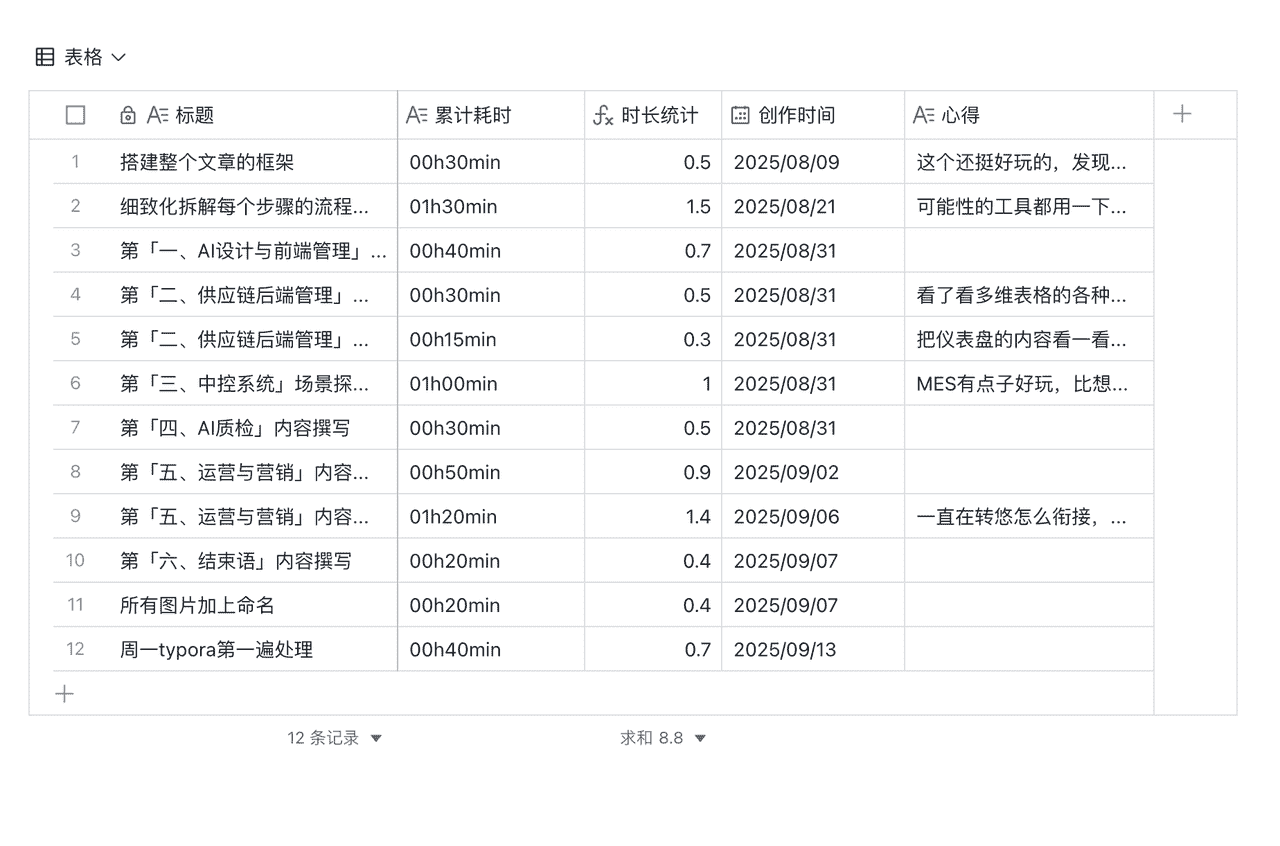 表格
标题 累计耗时 时长统计 创作时间 心得
1 搭建整个文章的框架 00h30min 0.5 2025/08/09 这个还挺好玩的，发现...
2 细致化拆解每个步骤的流程... 01h30min 1.5 2025/08/21 可能性的工具都用一下...
3 第「一、AI设计与前端管理」... 00h40min 0.7 2025/08/31
4 第「二、供应链后端管理」... 00h30min 0.5 2025/08/31 看了看多维表格的各种...
5 第「二、供应链后端管理」... 00h15min 0.3 2025/08/31 把仪表盘的内容看一看...
6 第「三、中控系统」场景探... 01h00min 1 2025/08/31 MES有点子好玩，比想...
7 第「四、AI质检」内容撰写 00h30min 0.5 2025/08/31
8 第「五、运营与营销」内容... 00h50min 0.9 2025/09/02
9 第「五、运营与营销」内容... 01h20min 1.4 2025/09/06 一直在转悠怎么衔接，...
10 第「六、结束语」内容撰写 00h20min 0.4 2025/09/07
11 所有图片加上命名 00h20min 0.4 2025/09/07
12 周一typora第一遍处理 00h40min 0.7 2025/09/13
12 条记录 求和 8.8